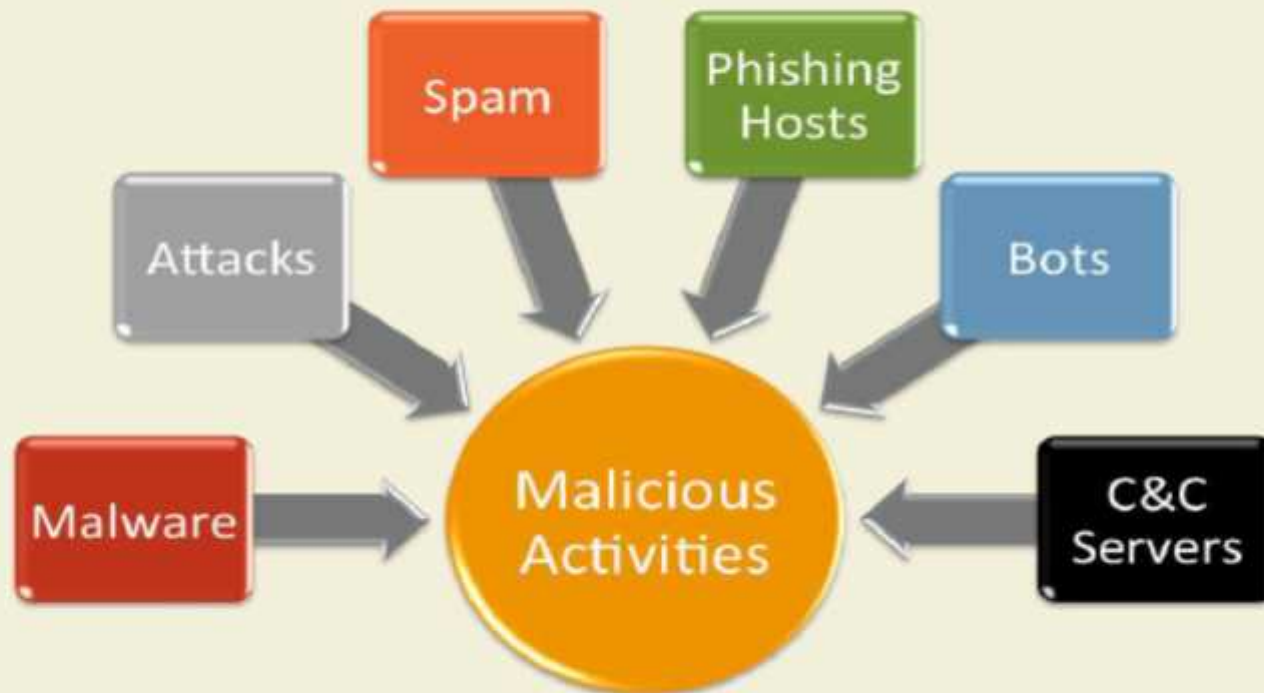 Spam
Phishing
Hosts
Attacks
Bots
Malware
Malicious
Activities
C&C
Servers